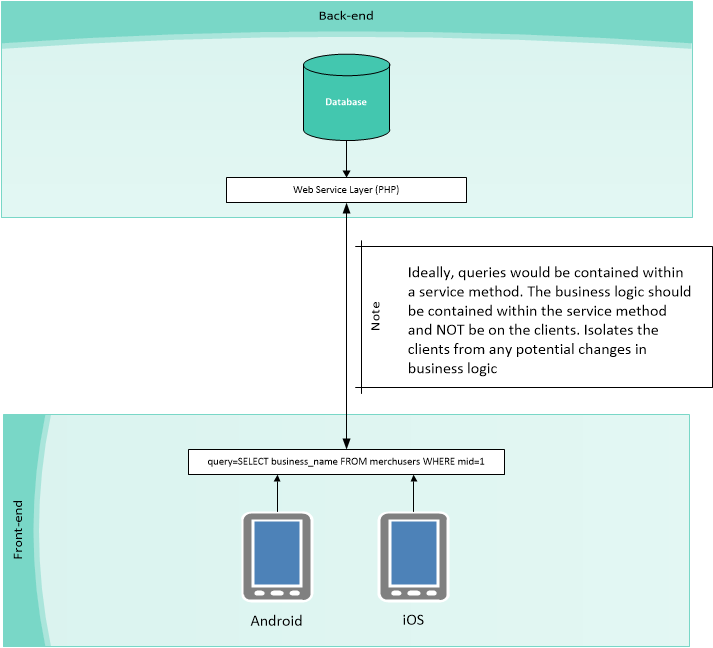 Back-end
Database
Web Service Layer (PHP)
Note
Ideally, queries would be contained within
a service method. The business logic should
be contained within the service method
and NOT be on the clients. Isolates the
clients from any potential changes in
business logic
Front-end
query=SELECT business_name FROM merchusers WHERE mid=1
Android
iOS